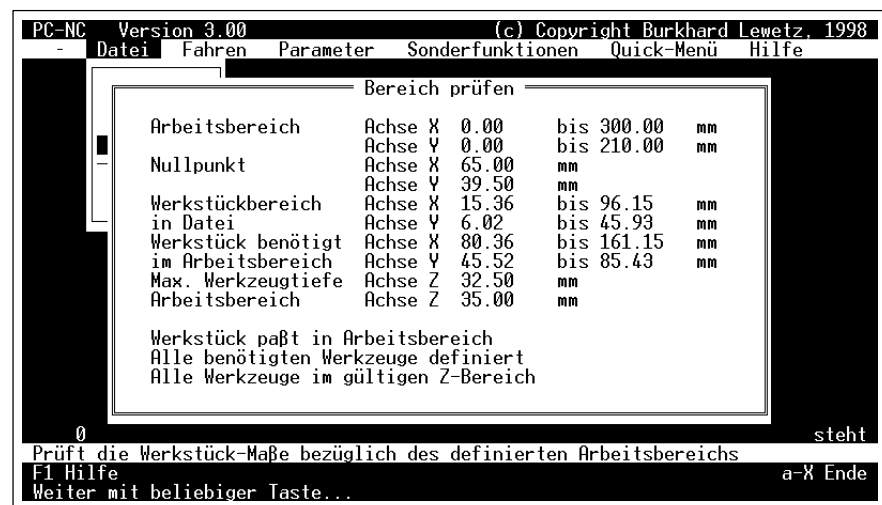 PC-NC Version 3.00 (c) Copyright Burkhard Lewetz, 1998
- Datei Fahren Parameter Sonderfunktionen Quick-Menü Hilfe
Bereich prüfen
Arbeitsbereich Achse X 0.00 bis 300.00 mm
Achse Y 0.00 bis 210.00 mm
Nullpunkt Achse X 65.00 mm
Achse Y 39.50 mm
Werkstückbereich Achse X 15.36 bis 96.15 mm
in Datei Achse Y 6.02 bis 45.93 mm
Werkstück benötigt Achse X 80.36 bis 161.15 mm
im Arbeitsbereich Achse Y 45.52 bis 85.43 mm
Max. Werkzeugtiefe Achse Z 32.50 mm
Arbeitsbereich Achse Z 35.00 mm
Werkstück paßt in Arbeitsbereich
Alle benötigten Werkzeuge definiert
Alle Werkzeuge im gültigen Z-Bereich
0 steht
Prüft die Werkstück-Maße bezüglich des definierten Arbeitsbereichs
F1 Hilfe a-X Ende
Weiter mit beliebiger Taste...